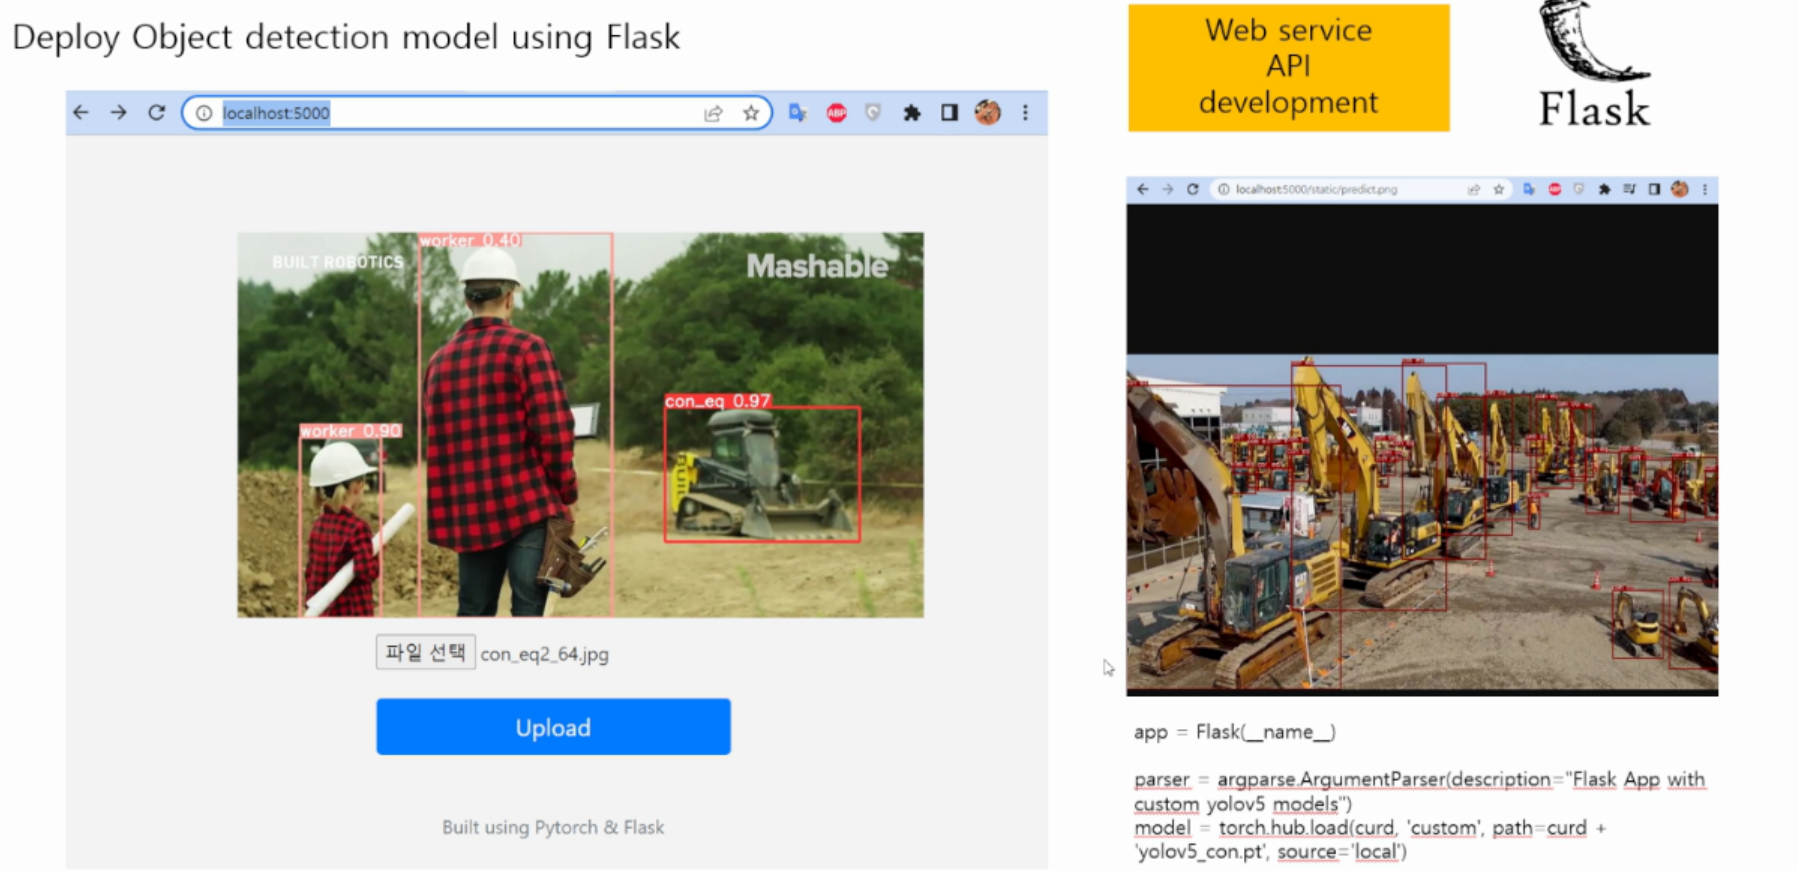 Deploy Object detection model using Flask
Web service
API
development
Flask
localhost:5000
worker 0.40
BUILT ROBOTICS
Mashable
con_eq 0.97
worker 0.90
파일 선택 con_eq2_64.jpg
Upload
Built using Pytorch & Flask
localhost:5000/static/predict.png
app = Flask(__name__)
parser = argparse.ArgumentParser(description="Flask App with
custom yolov5 models")
model = torch.hub.load(curd, 'custom', path=curd +
'yolov5_con.pt', source='local')